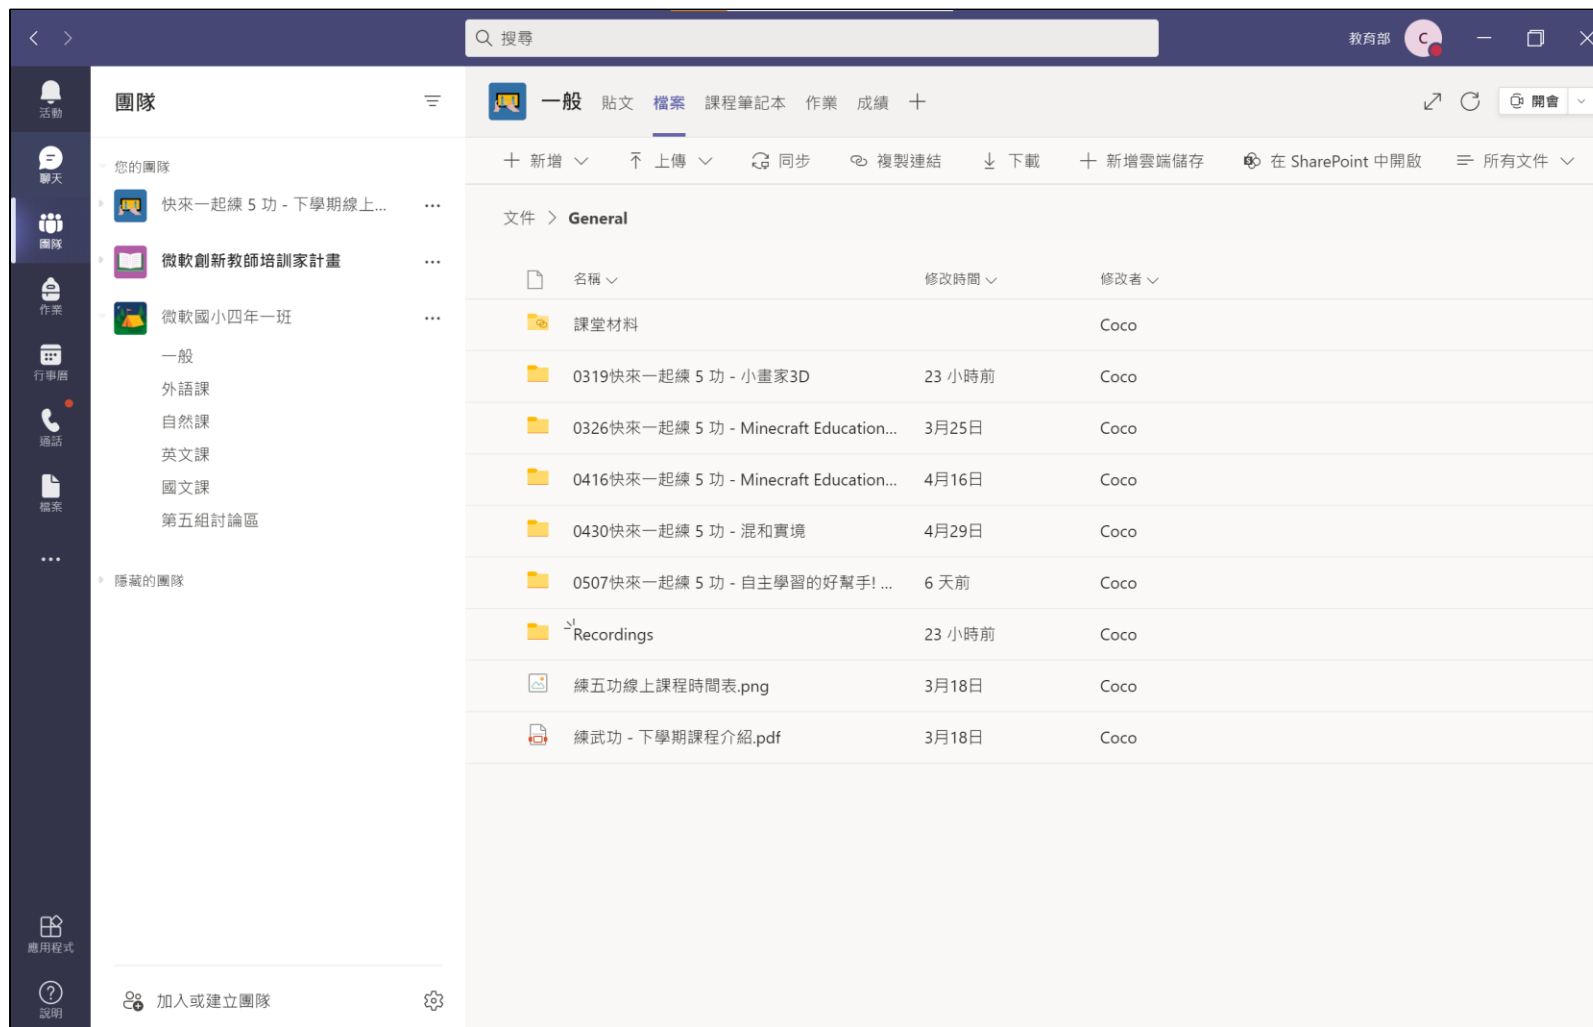 搜尋
教育部
C
活動
聊天
團隊
作業
行事曆
通話
檔案
應用程式
說明
團隊
您的團隊
快來一起練 5 功 - 下學期線上...
微軟創新教師培訓家計畫
微軟國小四年一班
一般
外語課
自然課
英文課
國文課
第五組討論區
隱藏的團隊
加入或建立團隊
一般 貼文 檔案 課程筆記本 作業 成績
開會
新增 上傳 同步 複製連結 下載 新增雲端儲存 在 SharePoint 中開啟 所有文件
文件 > General
名稱 修改時間 修改者
課堂材料 Coco
0319快來一起練 5 功 - 小畫家3D 23 小時前 Coco
0326快來一起練 5 功 - Minecraft Education... 3月25日 Coco
0416快來一起練 5 功 - Minecraft Education... 4月16日 Coco
0430快來一起練 5 功 - 混和實境 4月29日 Coco
0507快來一起練 5 功 - 自主學習的好幫手! ... 6 天前 Coco
Recordings 23 小時前 Coco
練五功線上課程時間表.png 3月18日 Coco
練武功 - 下學期課程介紹.pdf 3月18日 Coco